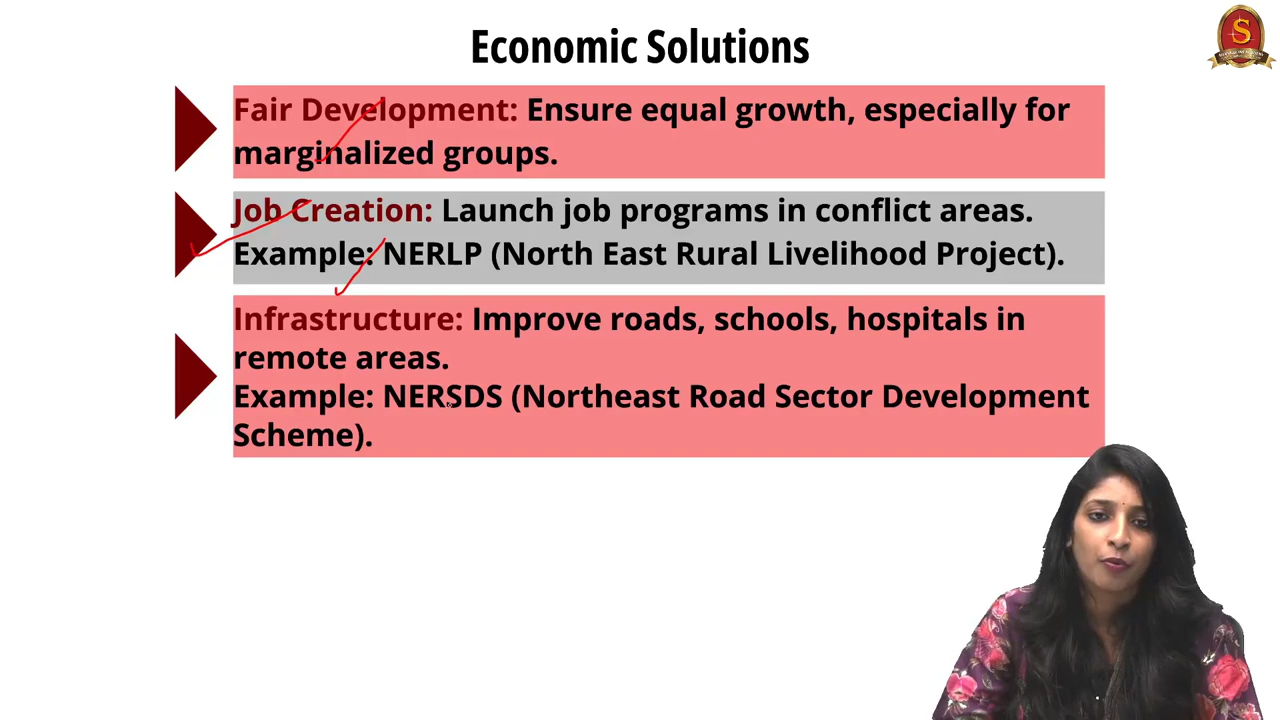 Economic Solutions
S
Fair Development: Ensure equal growth, especially for
marginalized groups.
Job Creation: Launch job programs in conflict areas.
Example: NERLP (North East Rural Livelihood Project).
Infrastructure: Improve roads, schools, hospitals in
remote areas.
Example: NERSDS (Northeast Road Sector Development
Scheme).